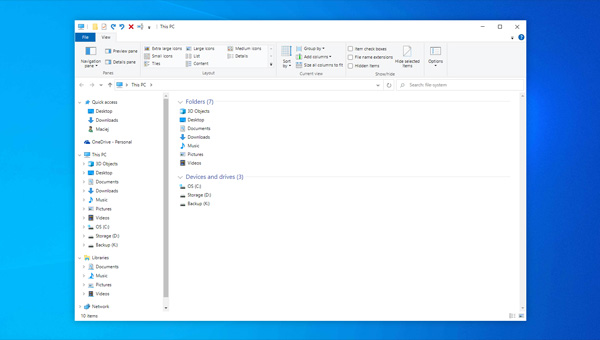 This PC
File View
Navigation pane
Preview pane
Details pane
Panes
Extra large icons Large icons Medium icons
Small icons List Details
Tiles Content
Layout
Sort by
Group by
Add columns
Size all columns to fit
Current view
Item check boxes
File name extensions
Hidden items
Hide selected items
Show/hide
Options
This PC
Search file system
Quick access
Desktop
Downloads
Maciej
OneDrive - Personal
This PC
3D Objects
Desktop
Documents
Downloads
Music
Pictures
Videos
OS (C:)
Storage (D:)
Backup (K:)
Libraries
Documents
Music
Pictures
Videos
Network
10 items
Folders (7)
3D Objects
Desktop
Documents
Downloads
Music
Pictures
Videos
Devices and drives (3)
OS (C:)
Storage (D:)
Backup (K:)